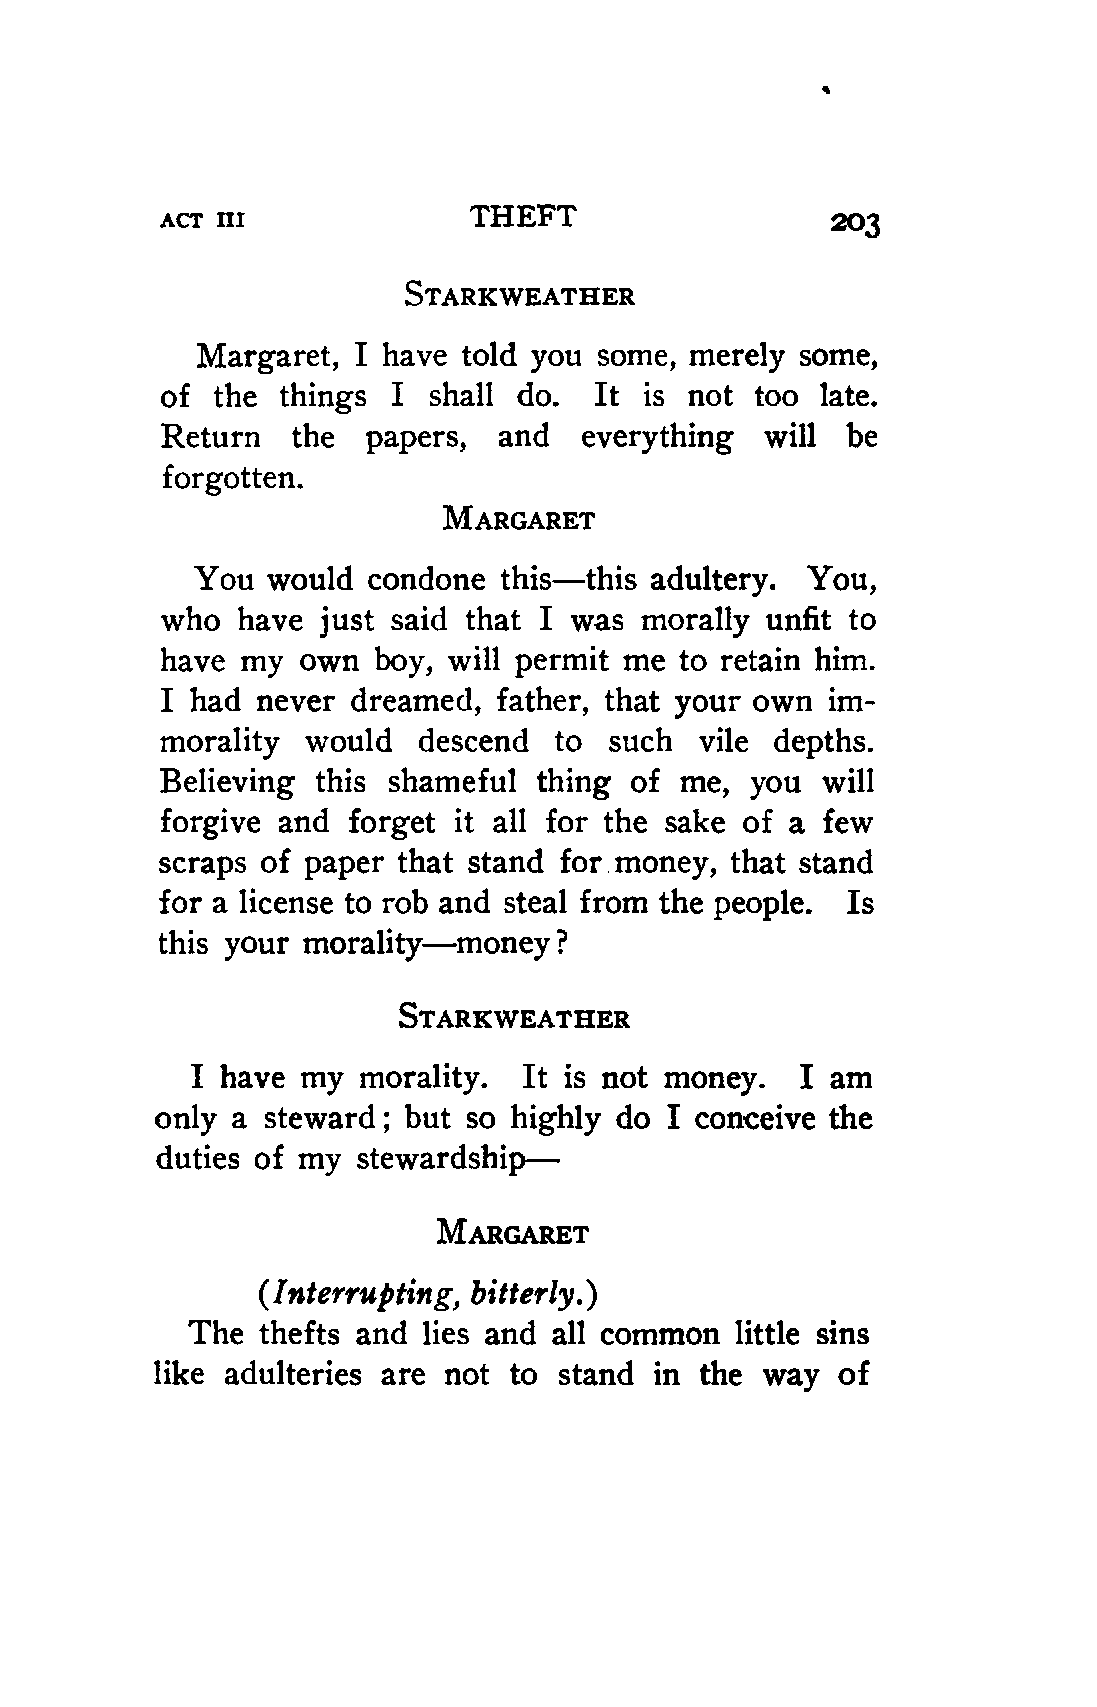 ACT III THEFT 203
STARKWEATHER
Margaret, I have told you some, merely some,
of the things I shall do. It is not too late.
Return the papers, and everything will be
forgotten.
MARGARET
You would condone this—this adultery. You,
who have just said that I was morally unfit to
have my own boy, will permit me to retain him.
I had never dreamed, father, that your own im-
morality would descend to such vile depths.
Believing this shameful thing of me, you will
forgive and forget it all for the sake of a few
scraps of paper that stand for money, that stand
for a license to rob and steal from the people. Is
this your morality—money?
STARKWEATHER
I have my morality. It is not money. I am
only a steward; but so highly do I conceive the
duties of my stewardship—
MARGARET
(Interrupting, bitterly.)
The thefts and lies and all common little sins
like adulteries are not to stand in the way of